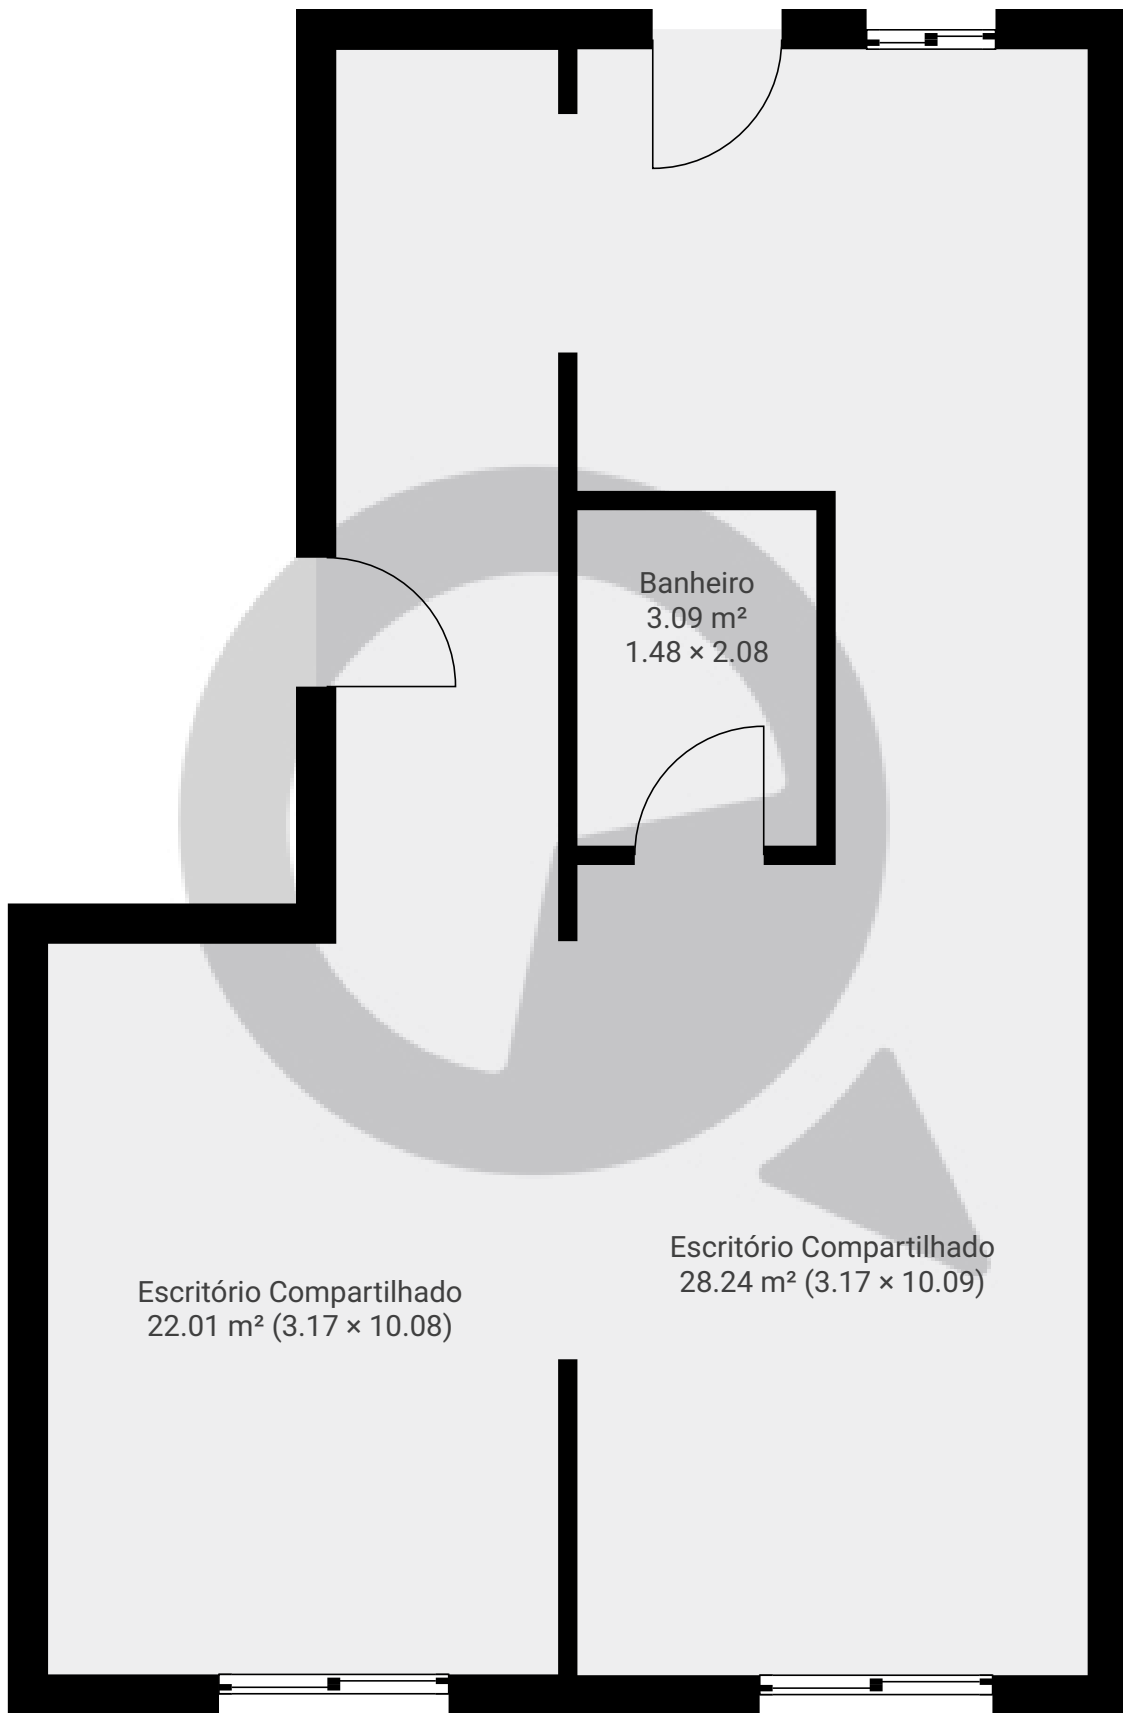 Banheiro
3.09 m²
1.48 × 2.08
Escritório Compartilhado
28.24 m² (3.17 × 10.09)
Escritório Compartilhado
22.01 m² (3.17 × 10.08)